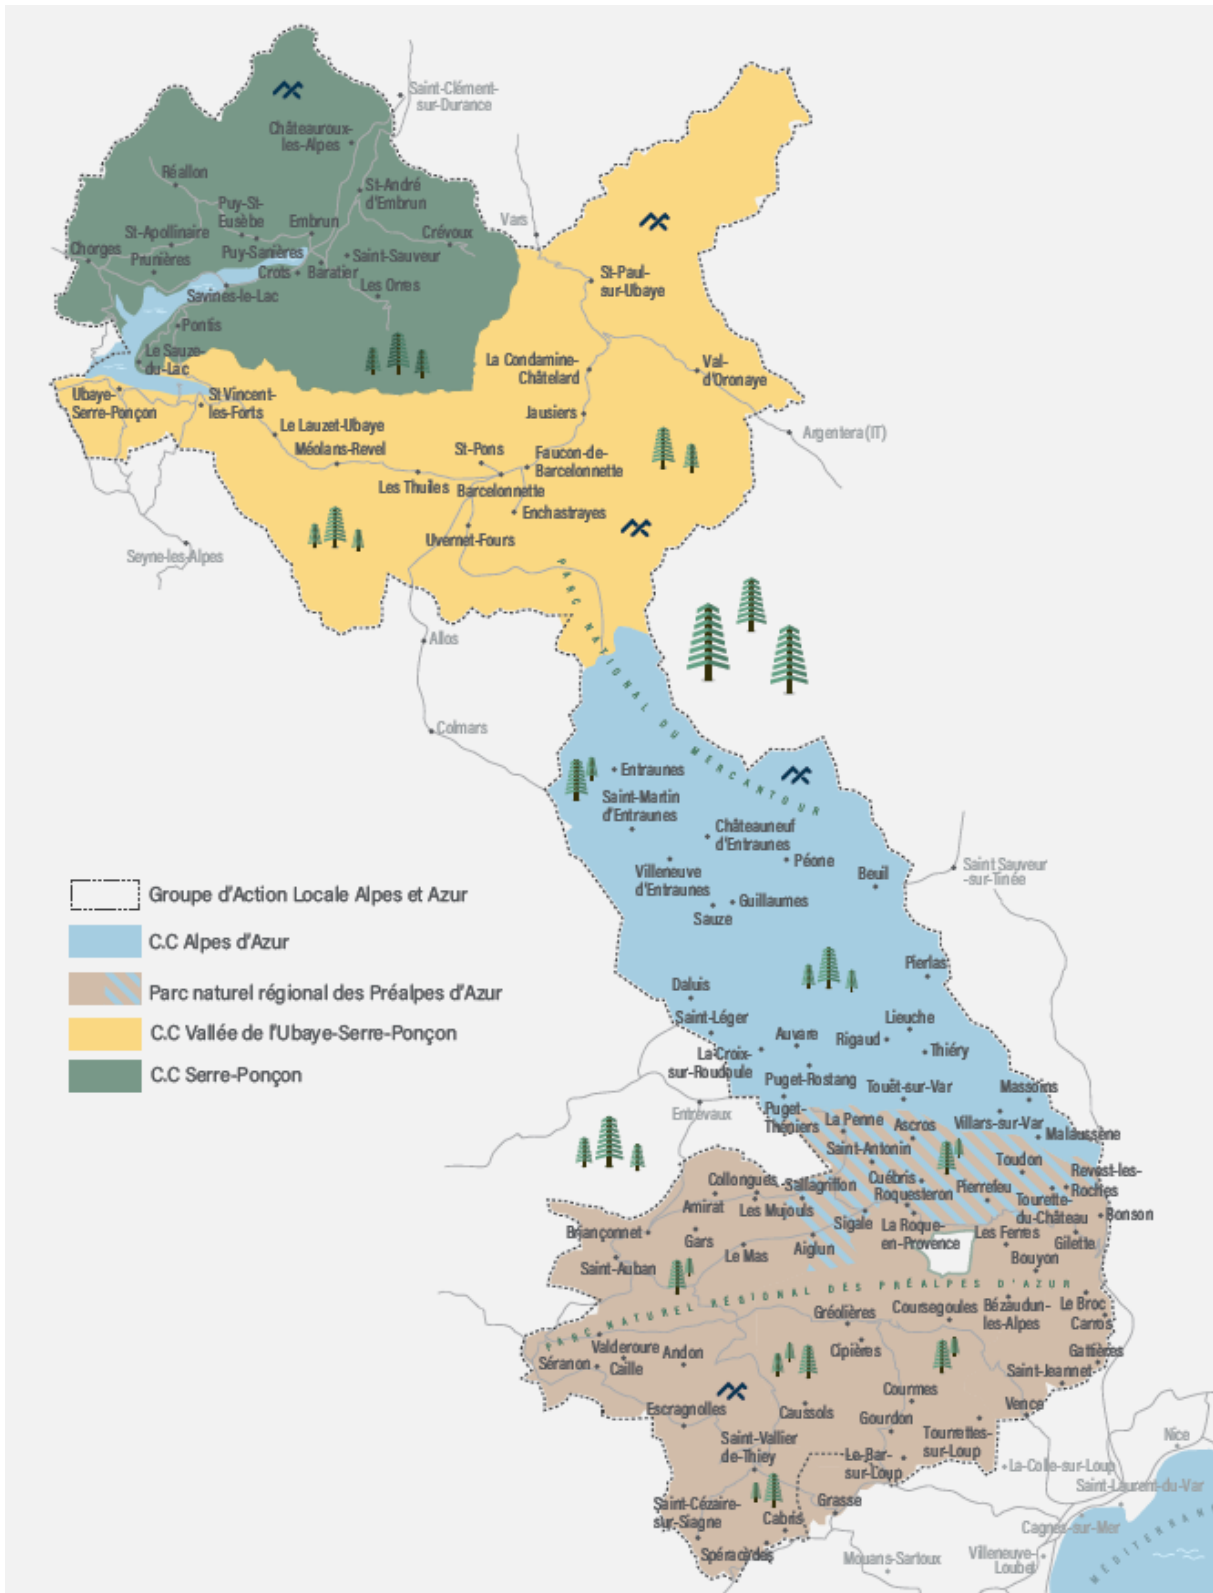 Saint-Clément-
sur-Durance
Châteauroux-
les-Alpes
Réallon
St-André
d'Embrun
Puy-St-
Eusèbe
Embrun
Vars
St-Apollinaire
Crévoux
Chorges
Prunières
Puy-Sanières
Saint-Sauveur
Crots
Baratier
St-Paul-
sur-Ubaye
Savines-le-Lac
Les Orres
Pontis
Le Sauze-
du-Lac
La Condamine-
Châtelard
Val-
d'Oronaye
Ubaye-
Serre-Ponçon
St Vincent-
les-Forts
Jausiers
Le Lauzet-Ubaye
Argentera (IT)
Méolans-Revel
St-Pons
Faucon-de-
Barcelonnette
Les Thuiles
Barcelonnette
Enchastrayes
Uvernet-Fours
Seyne-les-Alpes
PARC NATIONAL DU MERCANTOUR
Allos
Colmars
Entraunes
Saint-Martin
d'Entraunes
Châteauneuf
d'Entraunes
Péone
Villeneuve
d'Entraunes
Beuil
Saint Sauveur
-sur-Tinée
Guillaumes
Sauze
Groupe d'Action Locale Alpes et Azur
C.C Alpes d'Azur
Parc naturel régional des Préalpes d'Azur
C.C Vallée de l'Ubaye-Serre-Ponçon
C.C Serre-Ponçon
Pierlas
Daluis
Saint-Léger
Lieuche
Auvare
Rigaud
Thiéry
La-Croix-
sur-Roudoule
Puget-Rostang
Touët-sur-Var
Massoins
Entrevaux
Puget-
Théniers
La Penne
Ascros
Villars-sur-Var
Malaussène
Saint-Antonin
Toudon
Revest-les-
Roches
Collongues
Sallagriffon
Cuébris
Roquesteron
Pierrefeu
Tourette-
du-Château
Amirat
Les Mujouls
Bonson
Briançonnet
Gars
Sigale
La Roque-
en-Provence
Les Ferres
Gilette
Le Mas
Aiglun
Bouyon
Saint-Auban
PARC NATUREL RÉGIONAL DES PRÉALPES D'AZUR
Gréolières
Coursegoules
Bézaudun-
les-Alpes
Le Broc
Carros
Valderoure
Andon
Cipières
Gattières
Séranon
Caille
Saint-Jeannet
Courmes
Escragnolles
Caussols
Gourdon
Vence
Saint-Vallier
de-Thiey
Tourrettes-
sur-Loup
Nice
Le-Bar-
sur-Loup
La-Colle-sur-Loup
Saint-Laurent-du-Var
Saint-Cézaire-
sur-Siagne
Grasse
Cabris
Cagnes-sur-Mer
Spéracèdes
Mouans-Sartoux
Villeneuve-
Loubet
MEDITERRAN